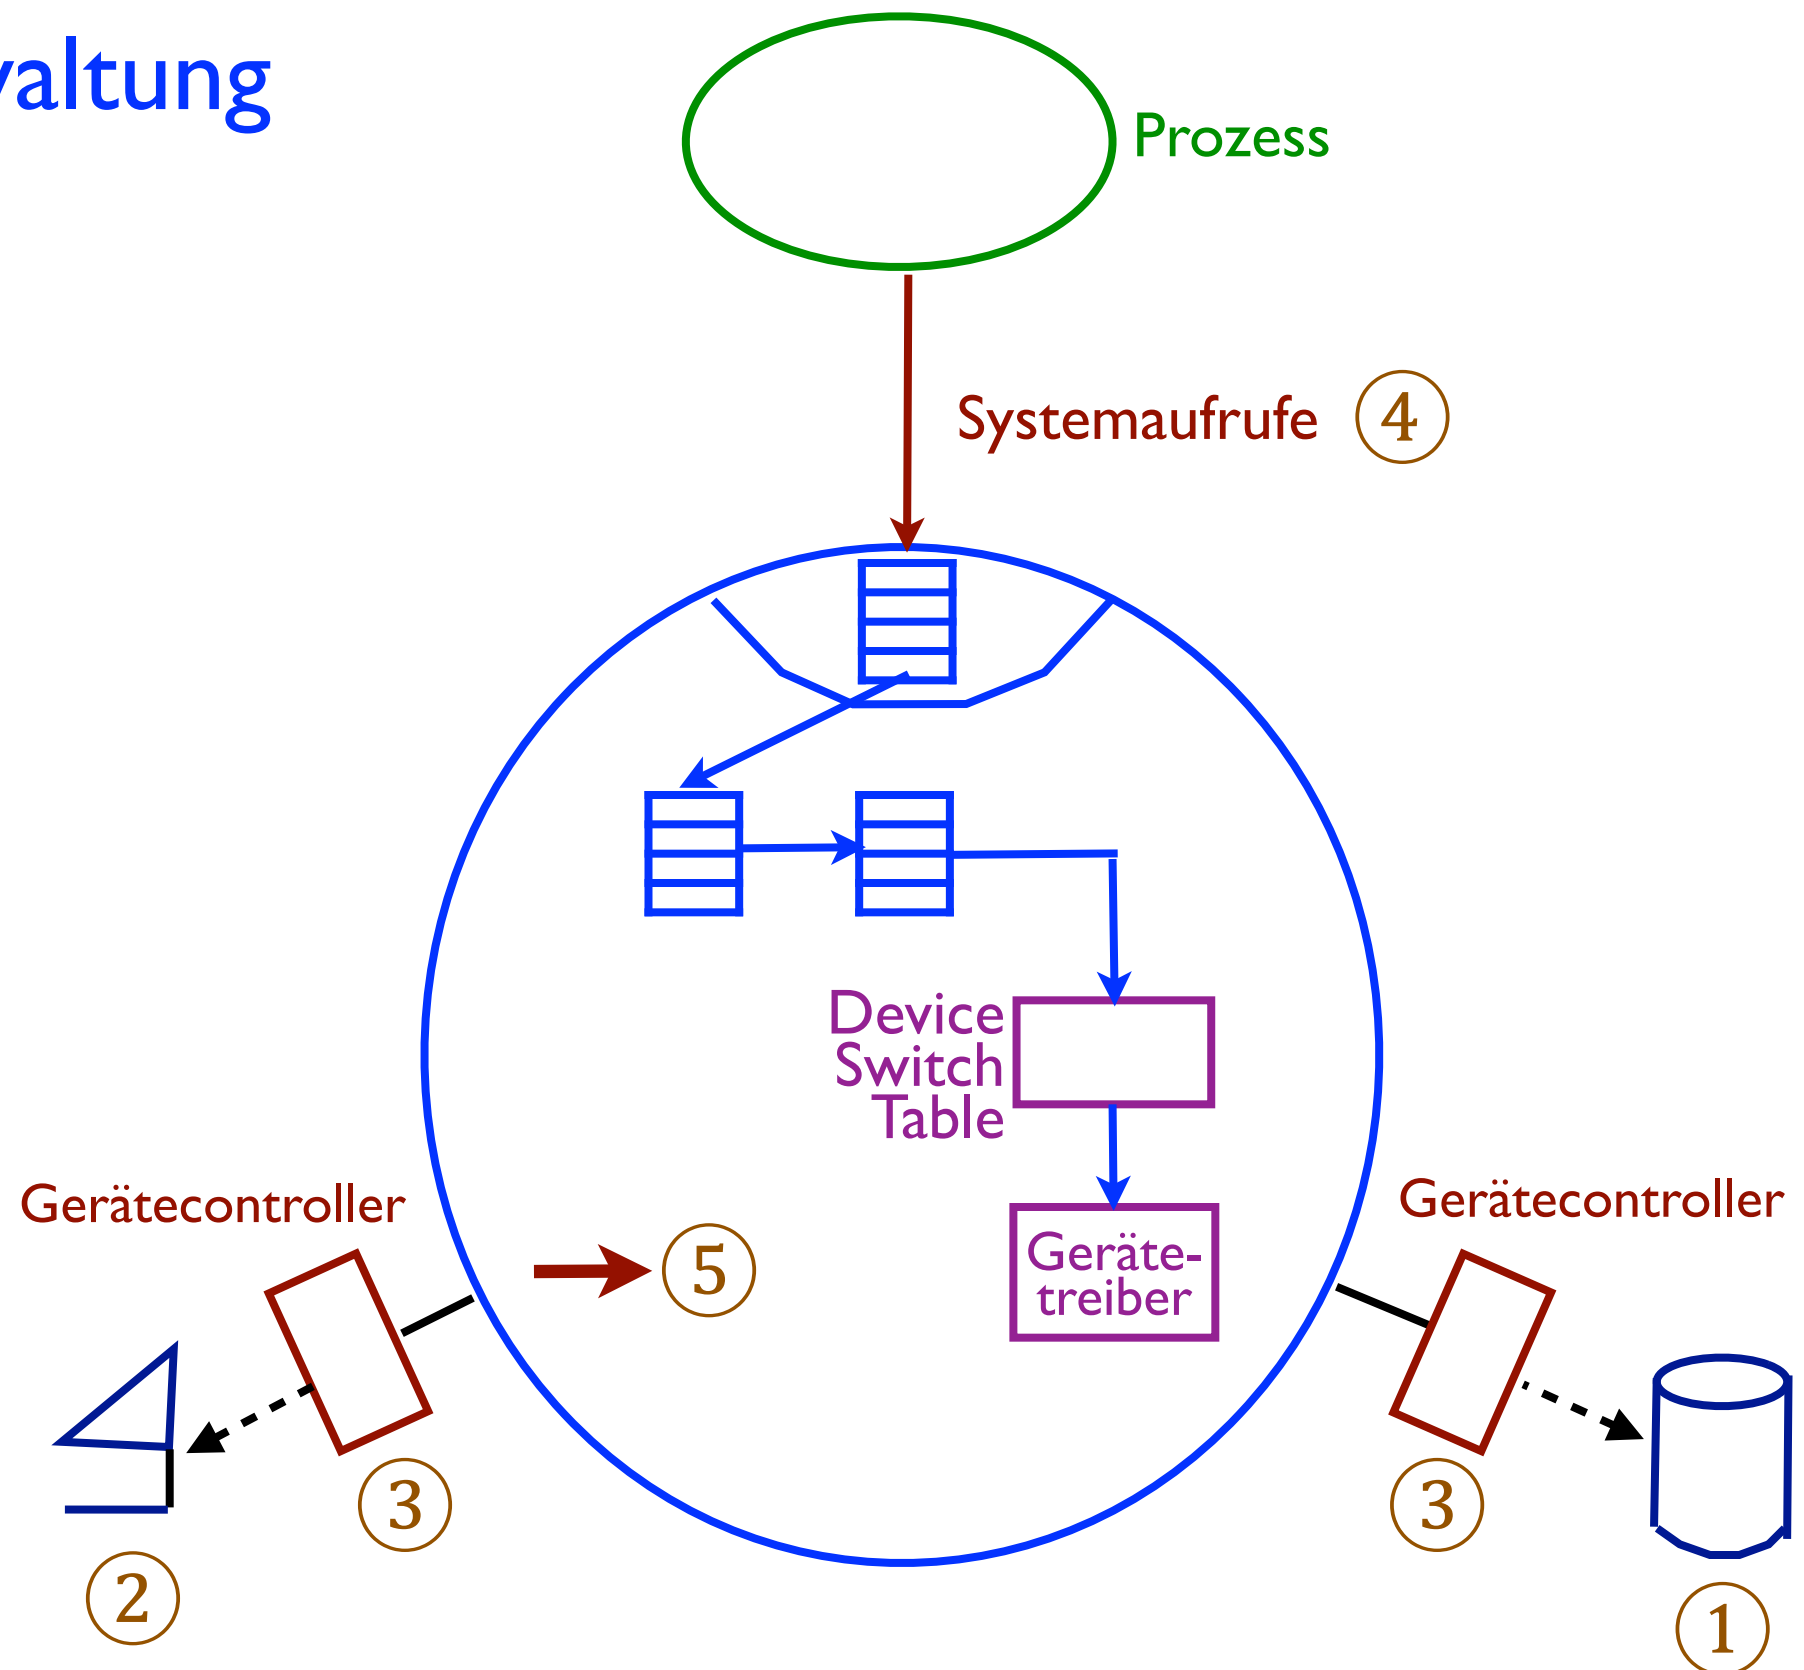 valtung
Prozess
Systemaufrufe ④
Device
Switch
Table
Gerätecontroller
Gerätecontroller
⑤
Geräte-
treiber
③
③
②
①